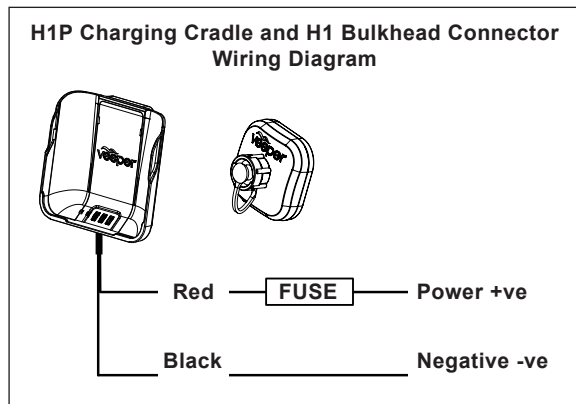 H1P Charging Cradle and H1 Bulkhead Connector
Wiring Diagram
vesper
vesper
Red FUSE Power +ve
Black Negative -ve